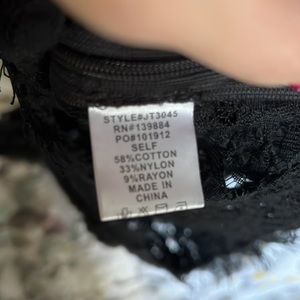 STYLE#JT3045
RN#139884
PO#101912
SELF
58%COTTON
33%NYLON
9%RAYON
MADE IN
CHINA